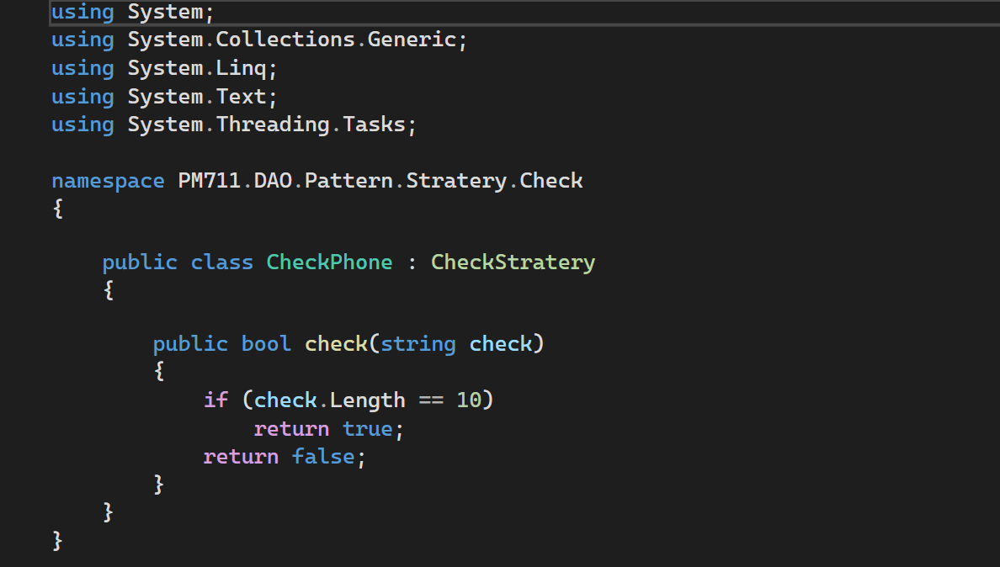 using System;
using System.Collections.Generic;
using System.Linq;
using System.Text;
using System.Threading.Tasks;
namespace PM711.DAO.Pattern.Stratery.Check
{
public class CheckPhone : CheckStratery
{
public bool check(string check)
{
if (check.Length == 10)
return true;
return false;
}
}
}